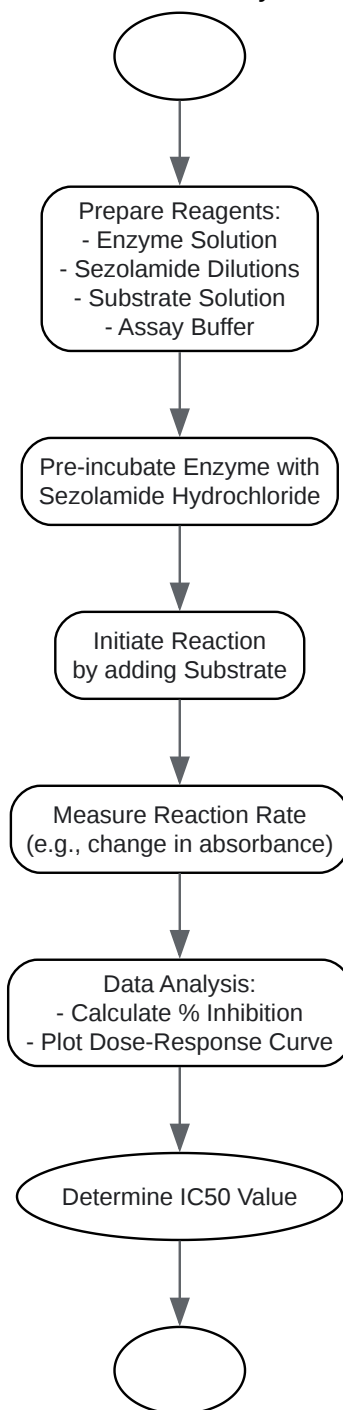 Prepare Reagents:
- Enzyme Solution
- Sezolamide Dilutions
- Substrate Solution
- Assay Buffer
Pre-incubate Enzyme with
Sezolamide Hydrochloride
Initiate Reaction
by adding Substrate
Measure Reaction Rate
(e.g., change in absorbance)
Data Analysis:
- Calculate % Inhibition
- Plot Dose-Response Curve
Determine IC50 Value